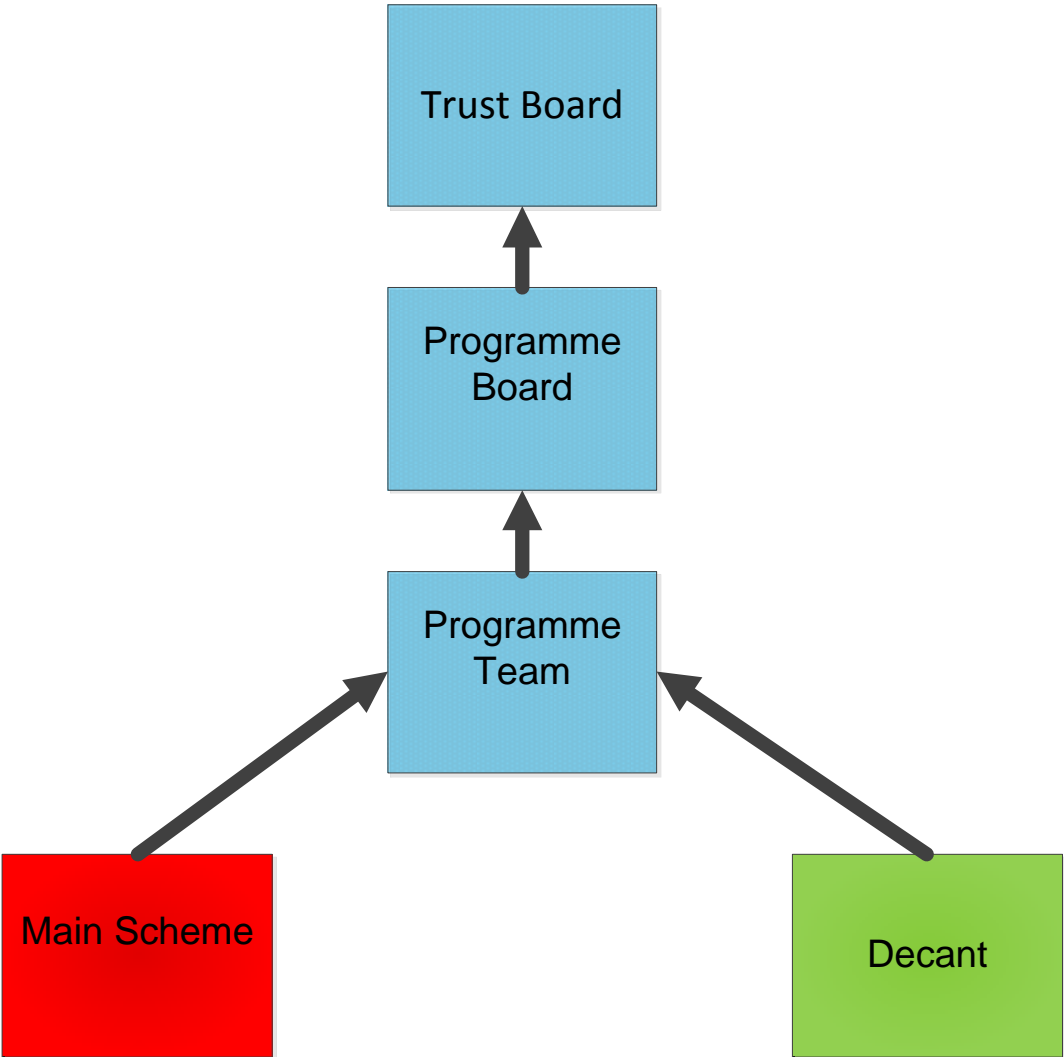 Trust Board
Programme
Board
Programme
Team
Main Scheme
Decant